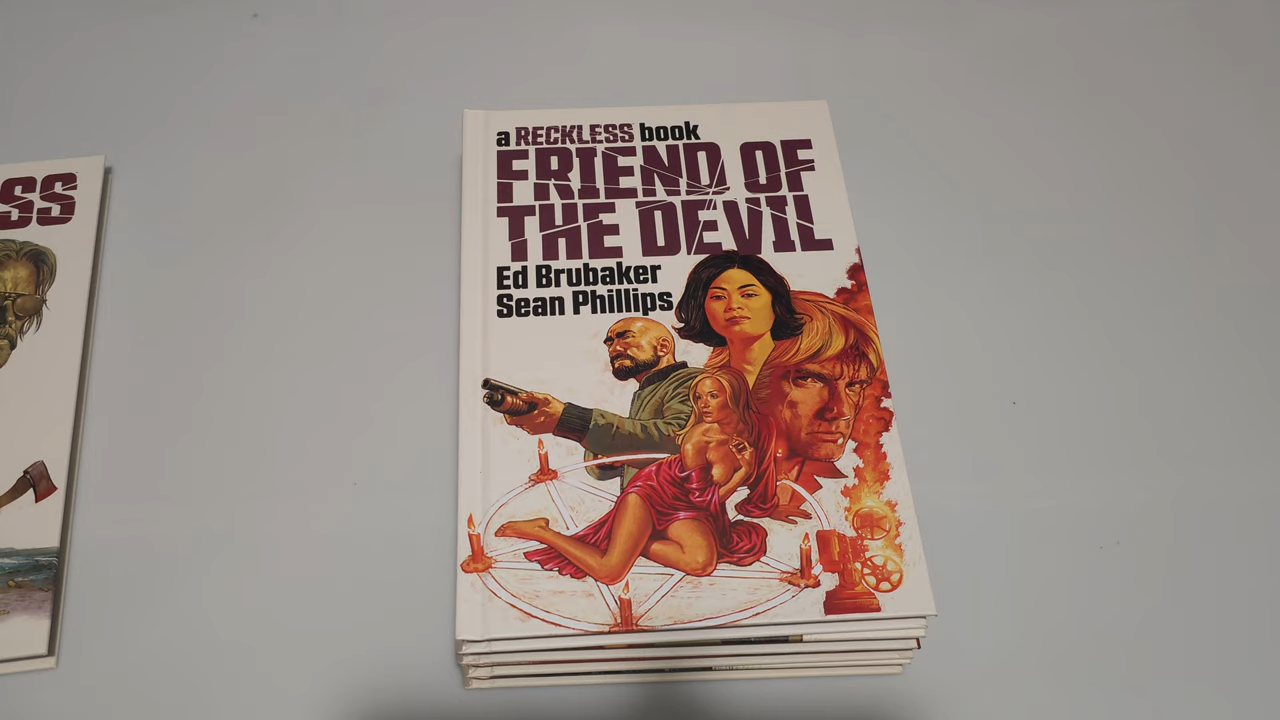 a RECKLESS book
FRIEND OF
THE DEVIL
Ed Brubaker
Sean Phillips
SS